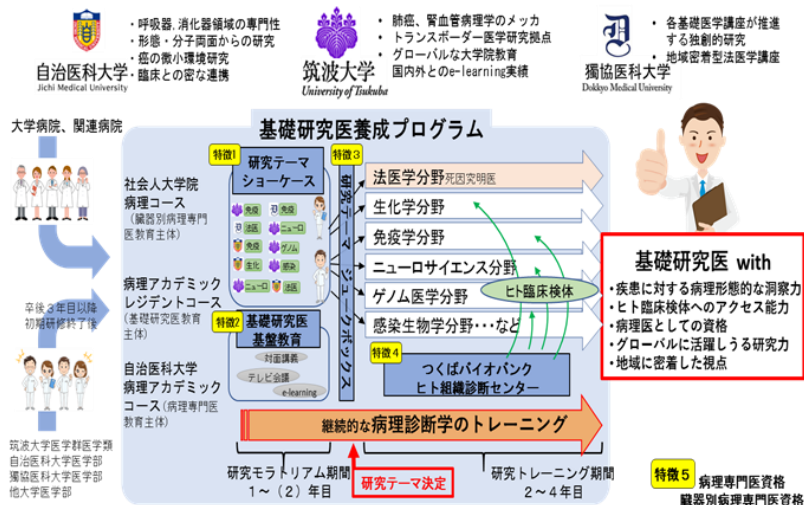 自治医科大学
Jichi Medical University
・呼吸器.消化器領域の専門性
・形態・分子両面からの研究
・癌の微小環境研究
・臨床との密な連携
筑波大学
University of Tsukuba
・肺癌、腎血管病理学のメッカ
・トランスボーダー医学研究拠点
・グローバルな大学院教育
国内外とのe-learning実績
獨協医科大学
Dokkyo Medical University
・各基礎医学講座が推進
する独創的研究
・地域密着型法医学講座
大学病院、関連病院
卒後3年目以降
初期研修終了後
筑波大学医学群医学類
自治医科大学医学部
獨協医科大学医学部
他大学医学部
基礎研究医養成プログラム
社会人大学院
病理コース
(臓器別病理専門
医教育主体)
病理アカデミック
レジデントコース
(基礎研究医教育
主体)
自治医科大学
病理アカデミック
コース(病理専門医
教育主体)
特徴1
研究テーマ
ショーケース
免疫
免疫
法医
ニューロ
免疫
ゲノム
生化
感染
ニューロ
法医
特徴2
基礎研究医
基盤教育
対面講義
テレビ会議
e-learning
特徴3
研究テーマ ジュークボックス
法医学分野死因究明医
生化学分野
免疫学分野
ニューロサイエンス分野
ゲノム医学分野
感染生物学分野・・・など
ヒト臨床検体
特徴4
つくばバイオバンク
ヒト組織診断センター
継続的な病理診断学のトレーニング
研究モラトリアム期間
1~(2)年目
研究テーマ決定
研究トレーニング期間
2~4年目
基礎研究医 with
・疾患に対する病理形態的な洞察力
・ヒト臨床検体へのアクセス能力
・病理医としての資格
・グローバルに活躍しうる研究力
・地域に密着した視点
特徴5
病理専門医資格
臓器別病理専門医資格